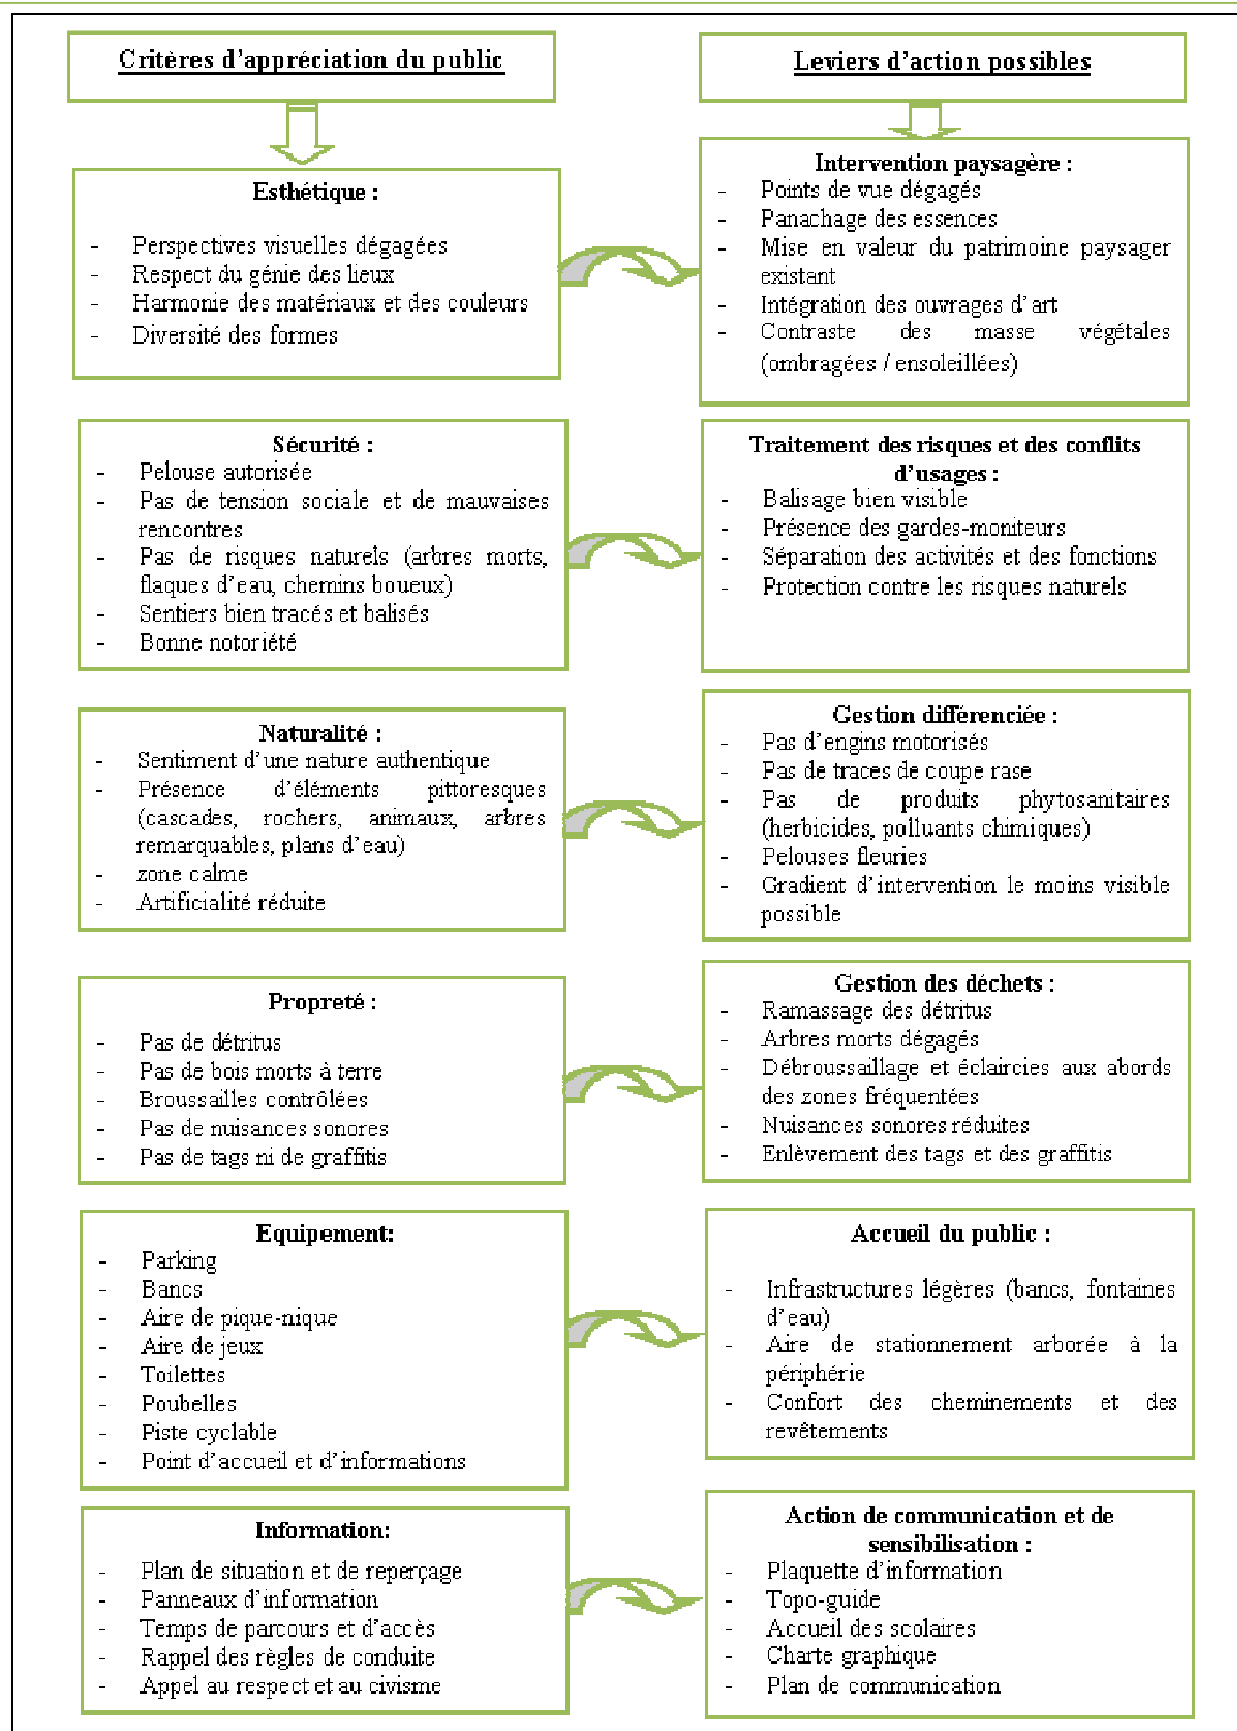 Critères d'appréciation du public
Leviers d'action possibles
Esthétique :
- Perspectives visuelles dégagées
- Respect du génie des lieux
- Harmonie des matériaux et des couleurs
- Diversité des formes
Intervention paysagère :
- Points de vue dégagés
- Panachage des essences
- Mise en valeur du patrimoine paysager
existant
- Intégration des ouvrages d'art
- Contraste des masse végétales
(ombragées / ensoleillées)
Sécurité :
- Pelouse autorisée
- Pas de tension sociale et de mauvaises
rencontres
- Pas de risques naturels (arbres morts,
flaques d'eau, chemins boueux)
- Sentiers bien tracés et balisés
- Bonne notoriété
Traitement des risques et des conflits
d'usages :
- Balisage bien visible
- Présence des gardes-moniteurs
- Séparation des activités et des fonctions
- Protection contre les risques naturels
Naturalité :
- Sentiment d'une nature authentique
- Présence d'éléments pittoresques
(cascades, rochers, animaux, arbres
remarquables, plans d'eau)
- zone calme
- Artificialité réduite
Gestion différenciée :
- Pas d'engins motorisés
- Pas de traces de coupe rase
- Pas de produits phytosanitaires
(herbicides, polluants chimiques)
- Pelouses fleuries
- Gradient d'intervention le moins visible
possible
Propreté :
- Pas de détritus
- Pas de bois morts à terre
- Broussailles contrôlées
- Pas de nuisances sonores
- Pas de tags ni de graffitis
Gestion des déchets :
- Ramassage des détritus
- Arbres morts dégagés
- Débroussaillage et éclaircies aux abords
des zones fréquentées
- Nuisances sonores réduites
- Enlèvement des tags et des graffitis
Equipement:
- Parking
- Bancs
- Aire de pique-nique
- Aire de jeux
- Toilettes
- Poubelles
- Piste cyclable
- Point d'accueil et d'informations
Accueil du public :
- Infrastructures légères (bancs, fontaines
d'eau)
- Aire de stationnement arborée à la
périphérie
- Confort des cheminements et des
revêtements
Information:
- Plan de situation et de reperçage
- Panneaux d'information
- Temps de parcours et d'accès
- Rappel des règles de conduite
- Appel au respect et au civisme
Action de communication et de
sensibilisation :
- Plaquette d'information
- Topo-guide
- Accueil des scolaires
- Charte graphique
- Plan de communication